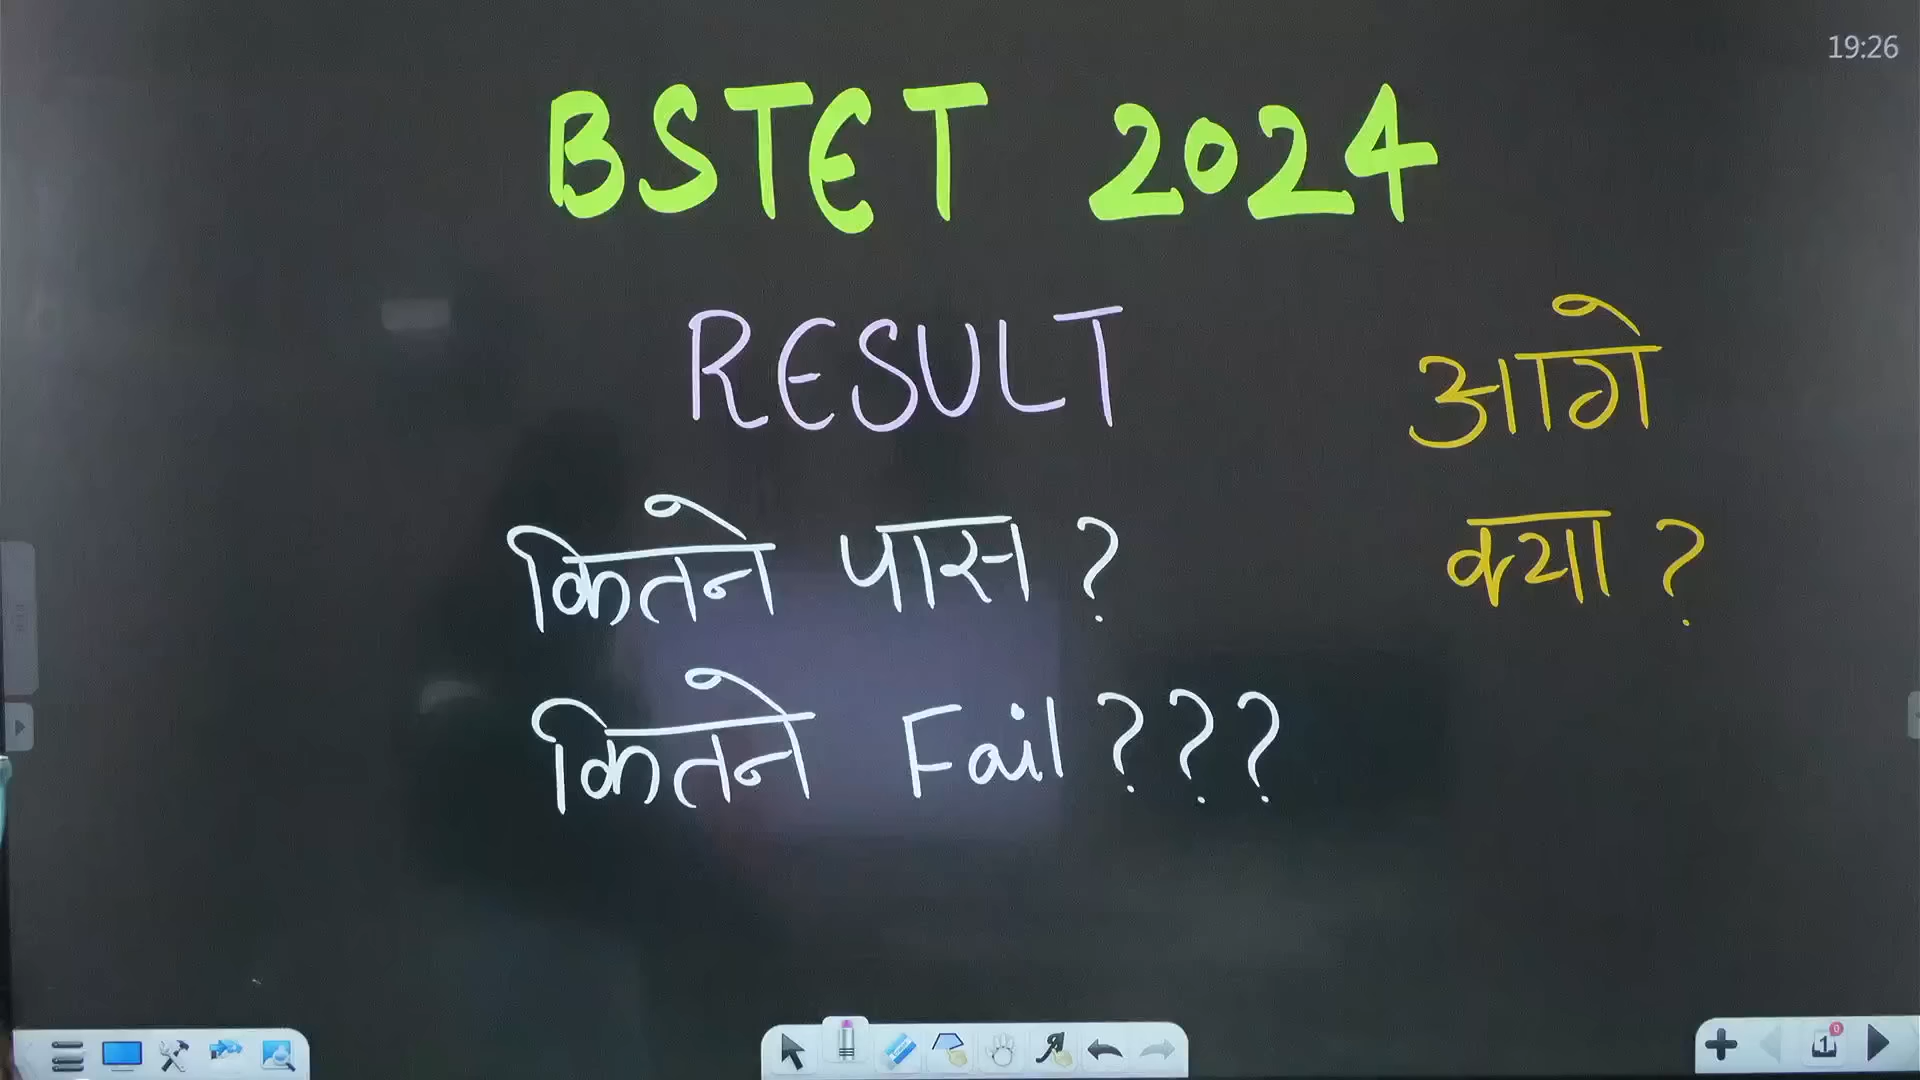 19:26
BSTET 2024
RESULT
आगे
क्या ?
कितने पास ?
कितने Fail ???